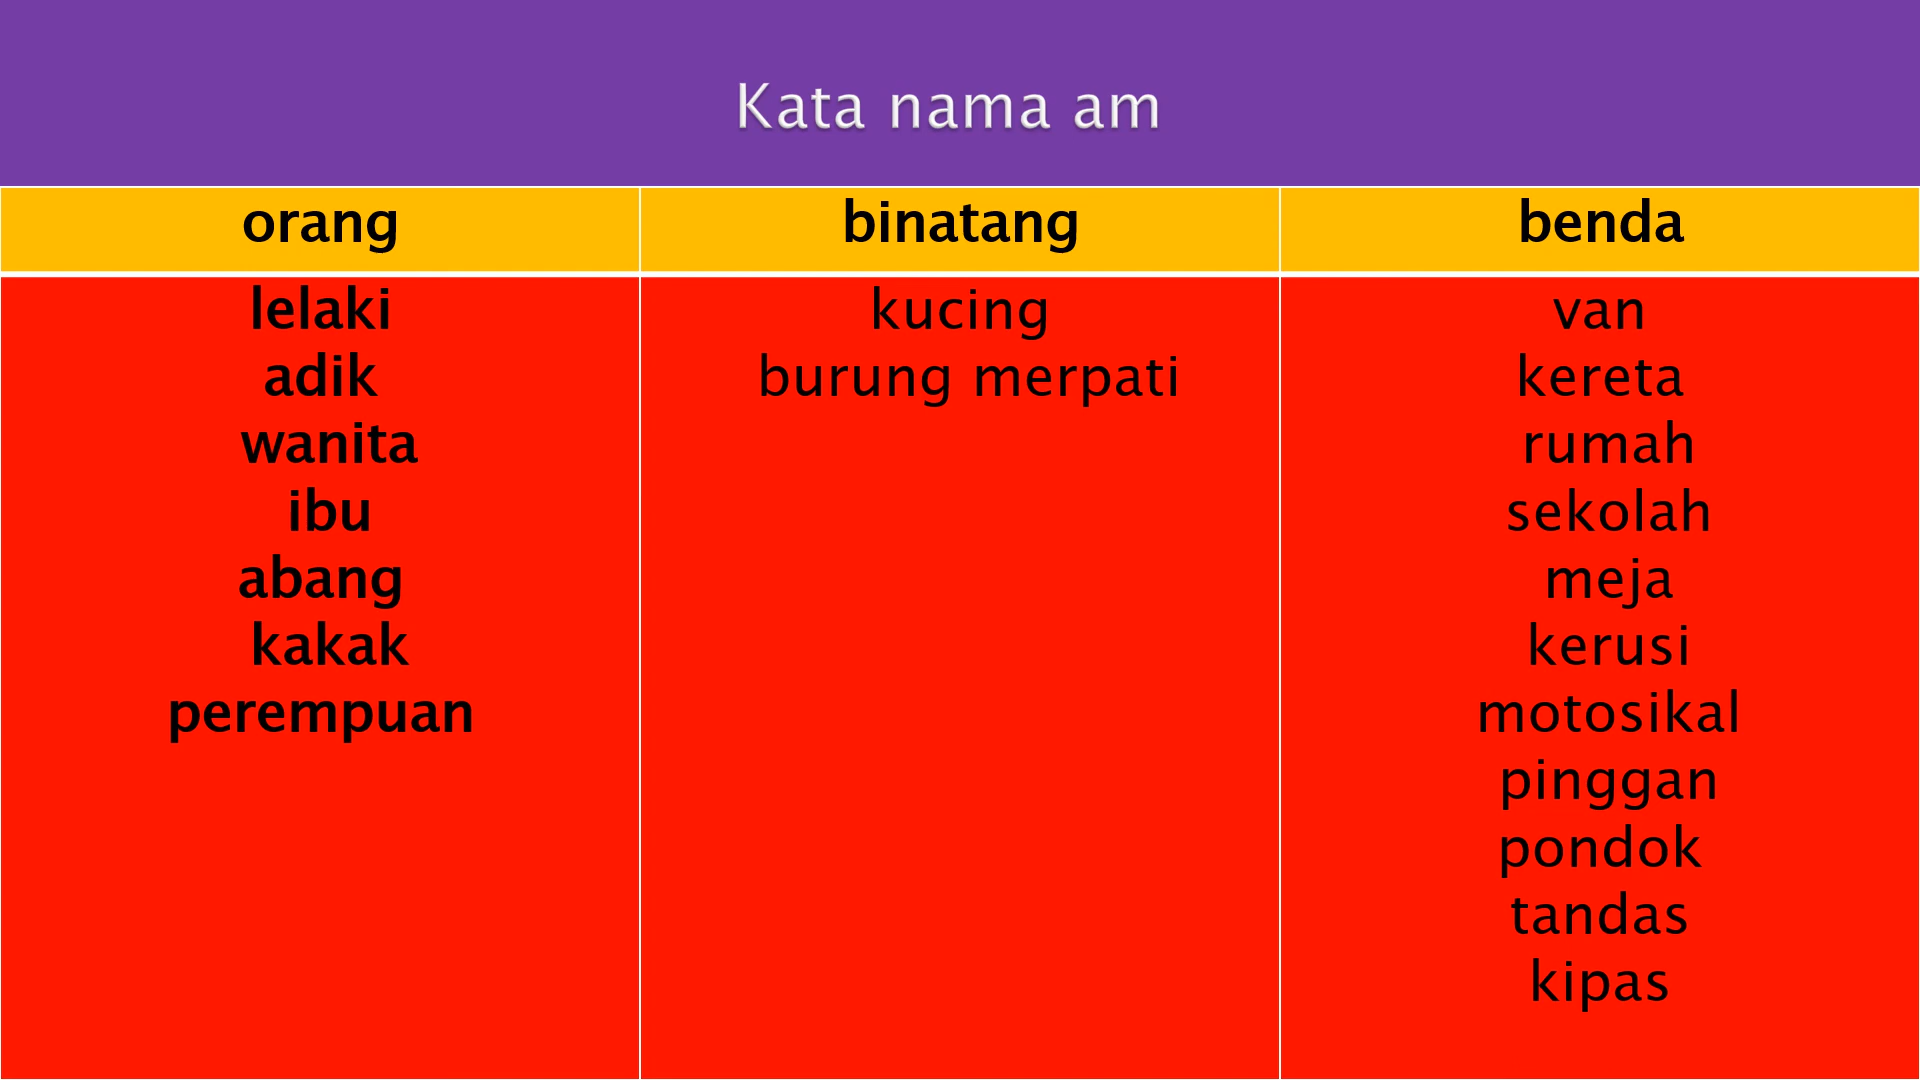 Kata nama am
orang
binatang
benda
lelaki
adik
wanita
ibu
abang
kakak
perempuan
kucing
burung merpati
van
kereta
rumah
sekolah
meja
kerusi
motosikal
pinggan
pondok
tandas
kipas